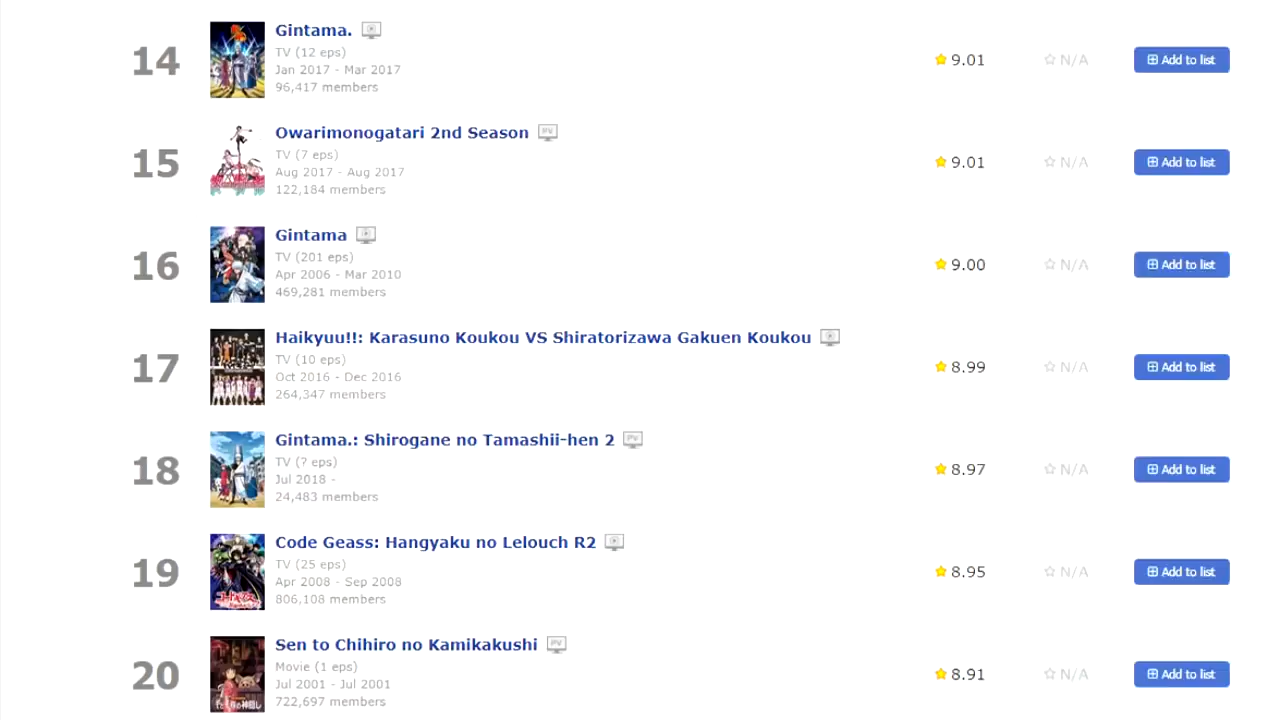 14
Gintama.
TV (12 eps)
Jan 2017 - Mar 2017
96,417 members
9.01
N/A
Add to list
15
Owarimonogatari 2nd Season
PV
TV (7 eps)
Aug 2017 - Aug 2017
122,184 members
9.01
N/A
Add to list
16
Gintama
TV (201 eps)
Apr 2006 - Mar 2010
469,281 members
9.00
N/A
Add to list
17
Haikyuu!!: Karasuno Koukou VS Shiratorizawa Gakuen Koukou
TV (10 eps)
Oct 2016 - Dec 2016
264,347 members
8.99
N/A
Add to list
18
Gintama.: Shirogane no Tamashii-hen 2
PV
TV (? eps)
Jul 2018 -
24,483 members
8.97
N/A
Add to list
19
Code Geass: Hangyaku no Lelouch R2
TV (25 eps)
Apr 2008 - Sep 2008
806,108 members
8.95
N/A
Add to list
20
Sen to Chihiro no Kamikakushi
PV
Movie (1 eps)
Jul 2001 - Jul 2001
722,697 members
8.91
N/A
Add to list